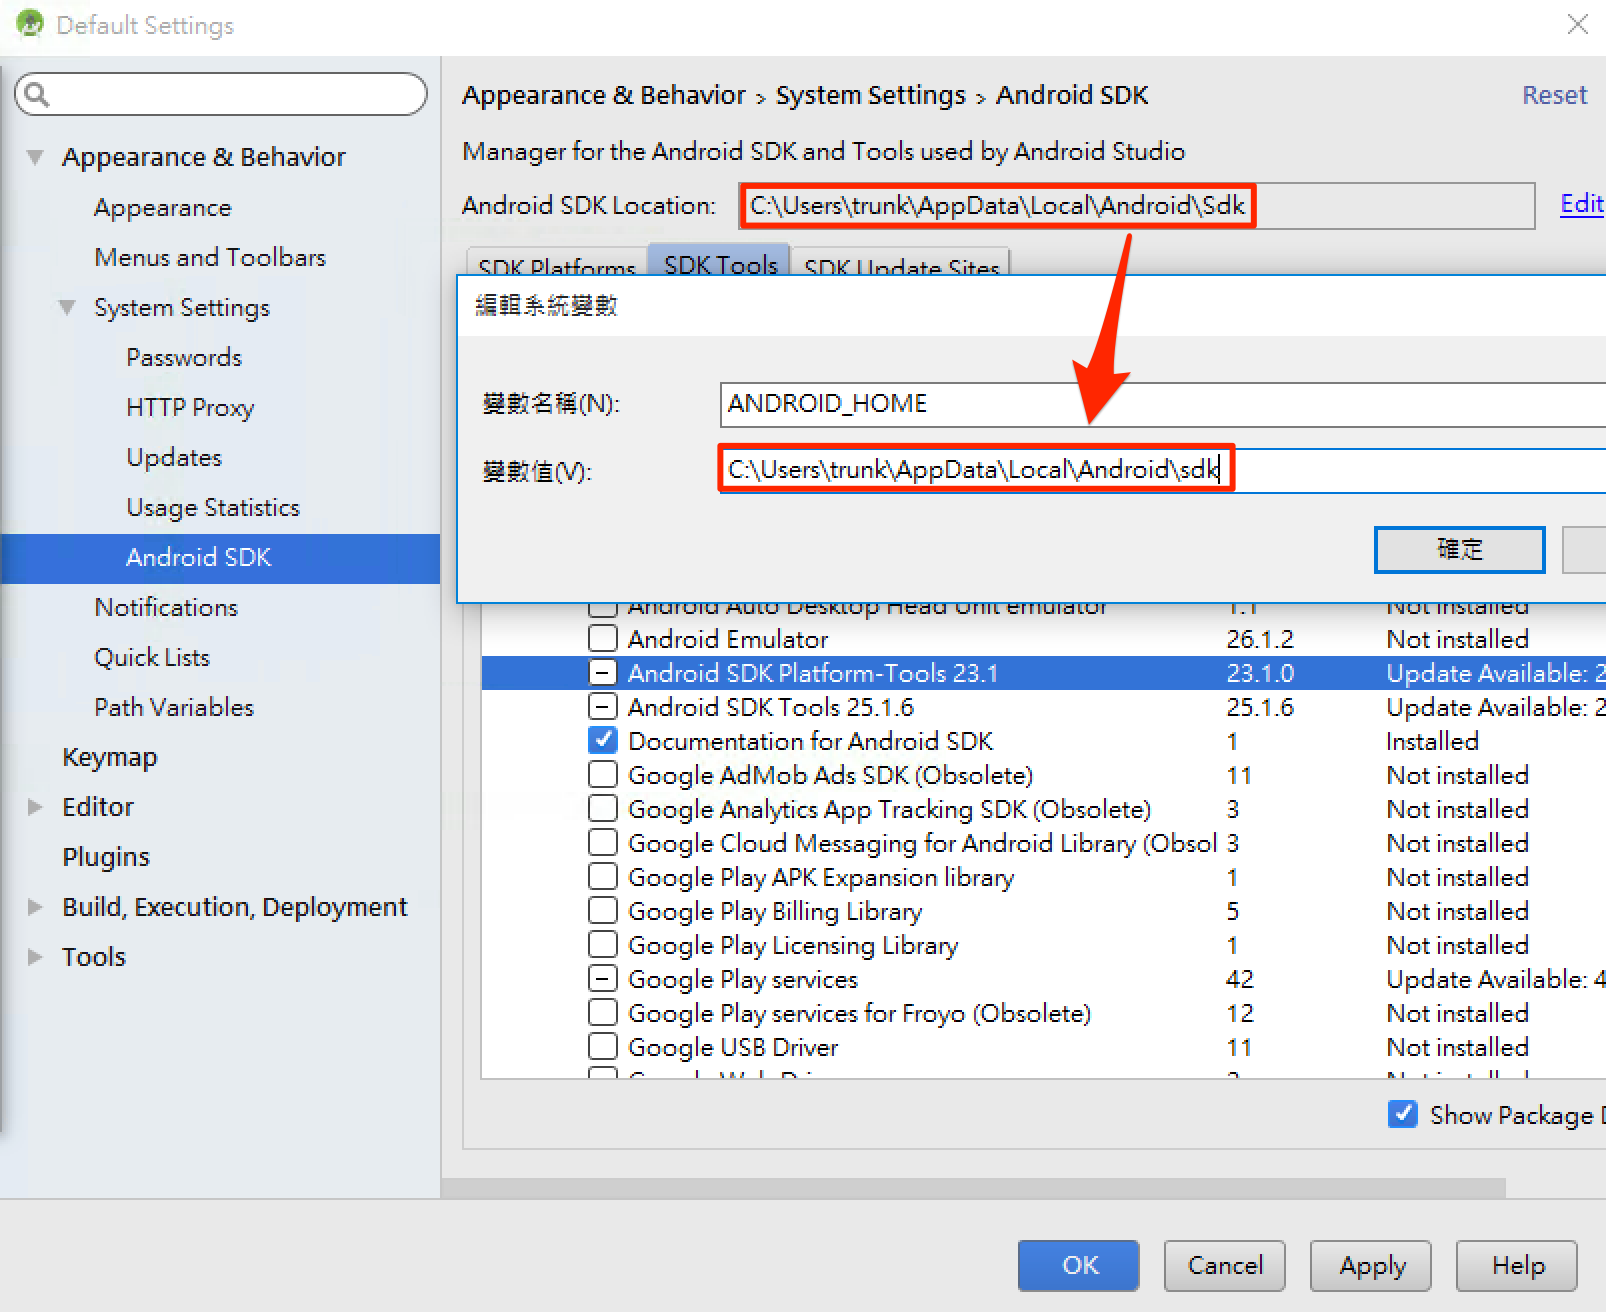 Default Settings
Appearance & Behavior
Appearance
Menus and Toolbars
System Settings
Passwords
HTTP Proxy
Updates
Usage Statistics
Android SDK
Notifications
Quick Lists
Path Variables
Keymap
Editor
Plugins
Build, Execution, Deployment
Tools
Appearance & Behavior › System Settings › Android SDK
Reset
Manager for the Android SDK and Tools used by Android Studio
Android SDK Location: C:\Users\trunk\AppData\Local\Android\Sdk Edit
SDK Platforms SDK Tools SDK Update Sites
編輯系統變數
變數名稱(N): ANDROID_HOME
變數值(V): C:\Users\trunk\AppData\Local\Android\sdk
確定
Android Auto Desktop Head Unit emulator 1.1 Not installed
Android Emulator 26.1.2 Not installed
Android SDK Platform-Tools 23.1 23.1.0 Update Available: 2
Android SDK Tools 25.1.6 25.1.6 Update Available: 2
Documentation for Android SDK 1 Installed
Google AdMob Ads SDK (Obsolete) 11 Not installed
Google Analytics App Tracking SDK (Obsolete) 3 Not installed
Google Cloud Messaging for Android Library (Obsol 3 Not installed
Google Play APK Expansion library 1 Not installed
Google Play Billing Library 5 Not installed
Google Play Licensing Library 1 Not installed
Google Play services 42 Update Available: 4
Google Play services for Froyo (Obsolete) 12 Not installed
Google USB Driver 11 Not installed
Show Package
OK Cancel Apply Help